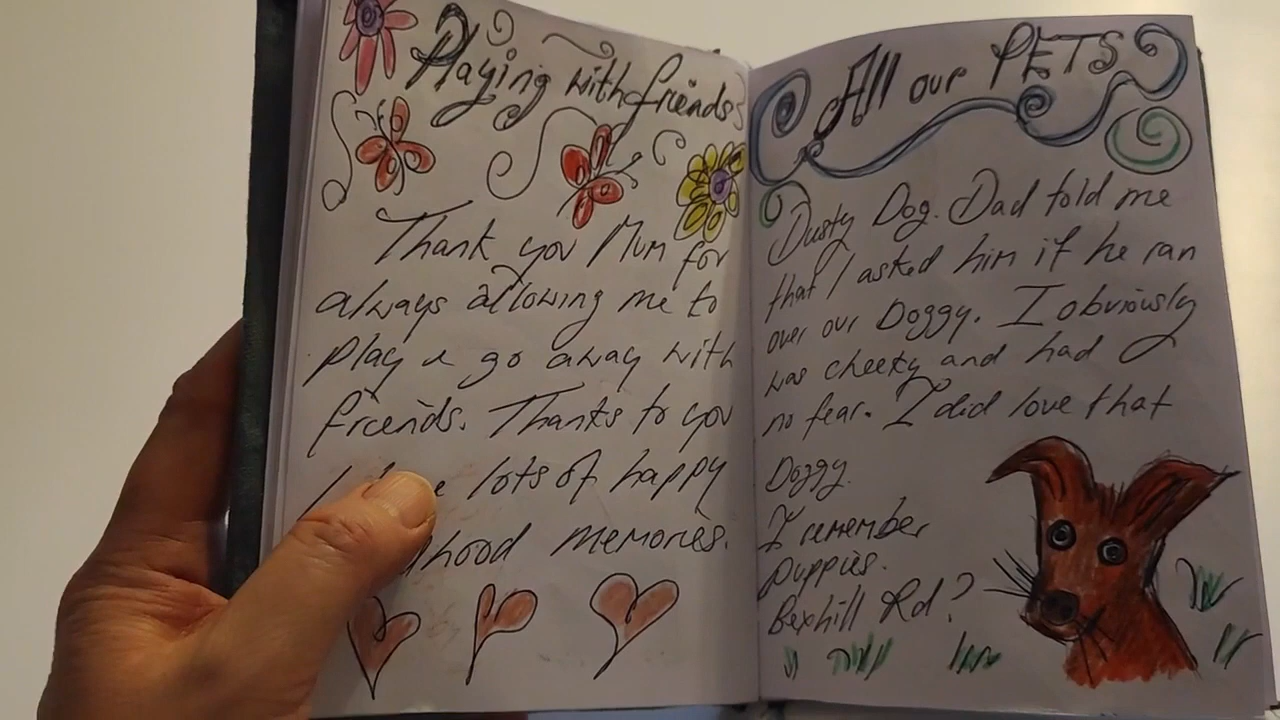 Playing with friends
Thank you Mum for
always allowing me to
play & go away with
friends. Thanks to you
I lots of happy
memories.
All our PETS
Dusty Dog. Dad told me
that I asked him if he ran
over our Doggy. I obviously
was cheeky and had
no fear. I did love that
Doggy.
I remember
puppies.
Bexhill Rd?